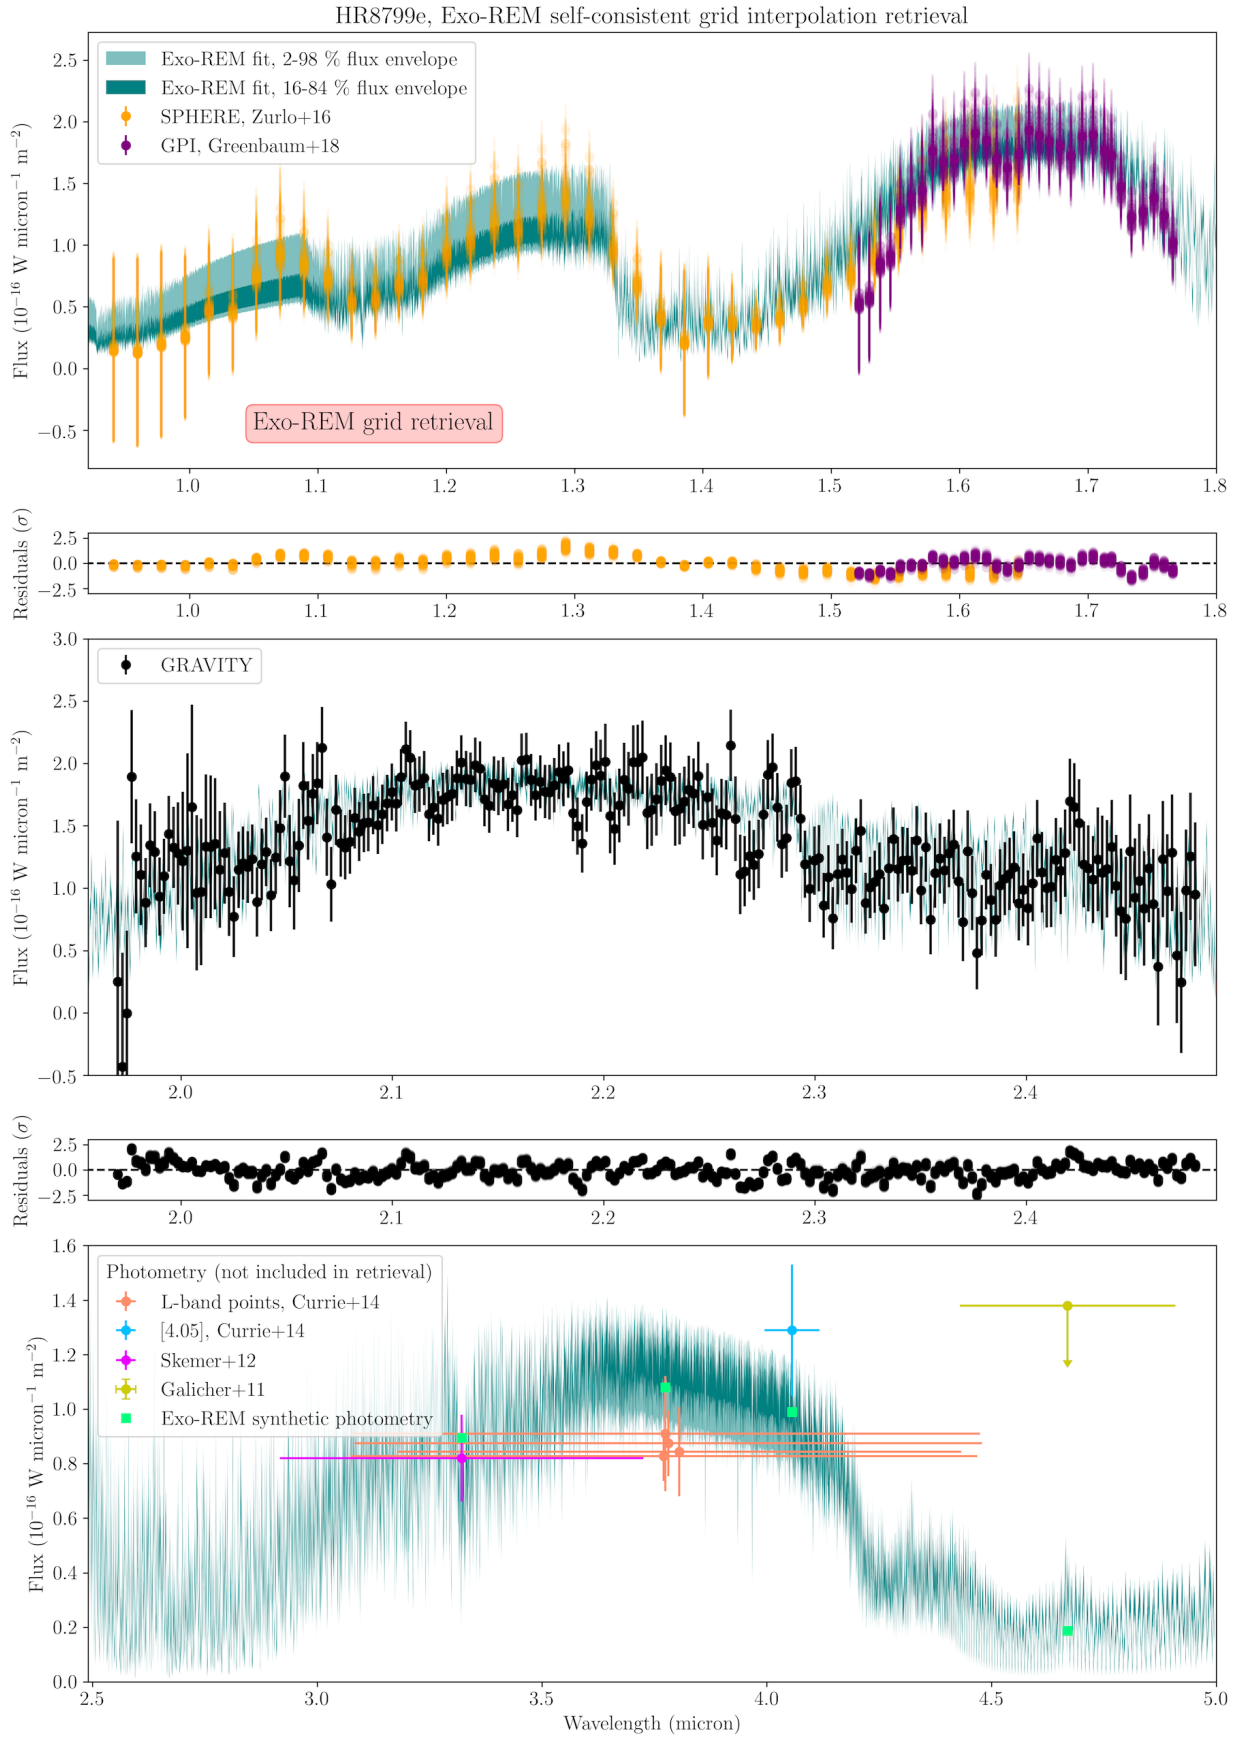 HR8799e, Exo-REM self-consistent grid interpolation retrieval
Exo-REM fit, 2-98 % flux envelope
Exo-REM fit, 16-84 % flux envelope
SPHERE, Zurlo+16
GPI, Greenbaum+18
Exo-REM grid retrieval
Flux (10⁻¹⁶ W micron⁻¹ m⁻²)
2.5
2.0
1.5
1.0
0.5
0.0
−0.5
1.0 1.1 1.2 1.3 1.4 1.5 1.6 1.7 1.8
Residuals (σ)
2.5
0.0
−2.5
1.0 1.1 1.2 1.3 1.4 1.5 1.6 1.7 1.8
GRAVITY
Flux (10⁻¹⁶ W micron⁻¹ m⁻²)
3.0
2.5
2.0
1.5
1.0
0.5
0.0
−0.5
2.0 2.1 2.2 2.3 2.4
Residuals (σ)
2.5
0.0
−2.5
2.0 2.1 2.2 2.3 2.4
Photometry (not included in retrieval)
L-band points, Currie+14
[4.05], Currie+14
Skemer+12
Galicher+11
Exo-REM synthetic photometry
Flux (10⁻¹⁶ W micron⁻¹ m⁻²)
1.6
1.4
1.2
1.0
0.8
0.6
0.4
0.2
0.0
2.5 3.0 3.5 4.0 4.5 5.0
Wavelength (micron)